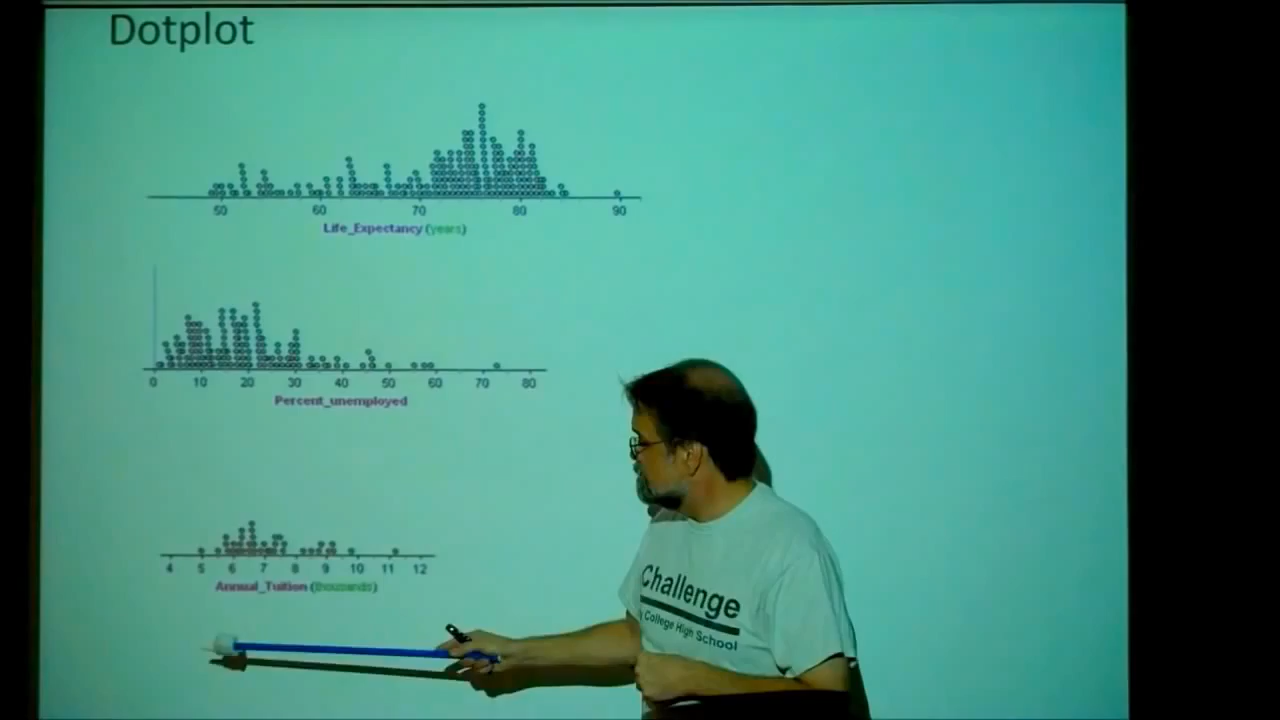 Dotplot
50 60 70 80 90
Life_Expectancy (years)
0 10 20 30 40 50 60 70 80
Percent_unemployed
4 5 6 7 8 9 10 11 12
Annual_Tuition (thousands)
Challenge
College High School